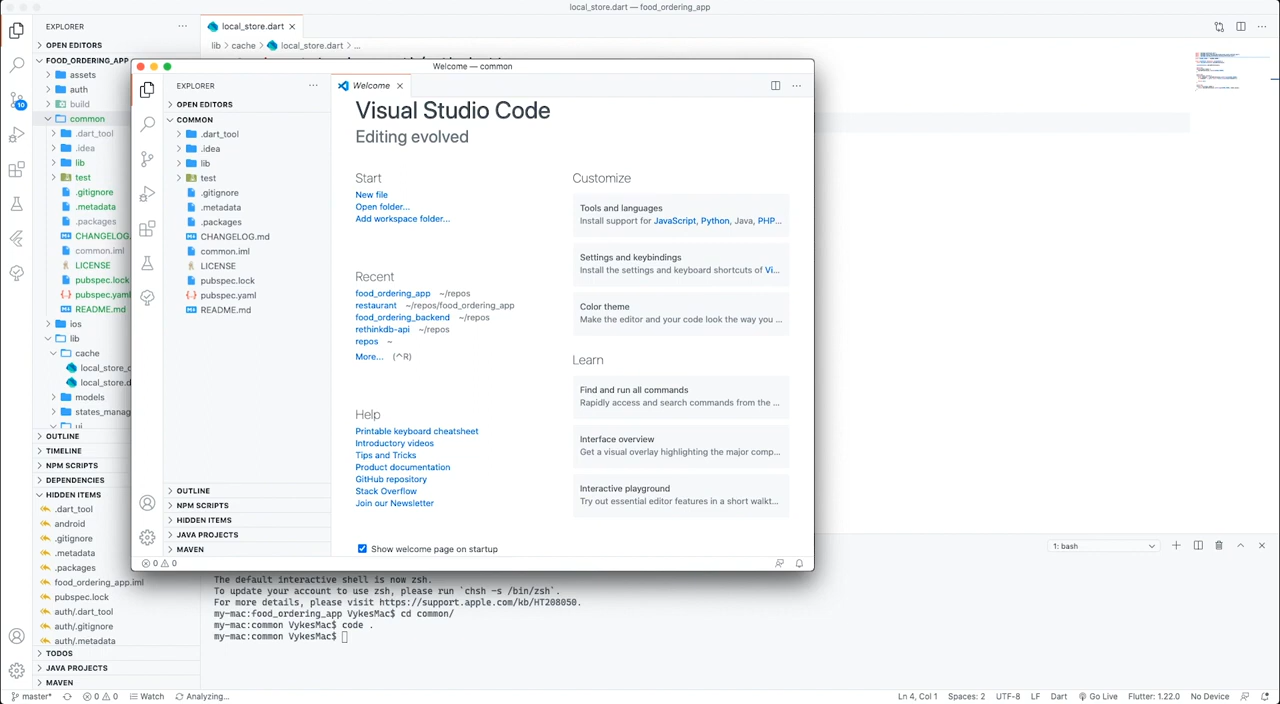 local_store.dart — food_ordering_app
EXPLORER
local_store.dart
OPEN EDITORS
lib > cache > local_store.dart > ...
FOOD_ORDERING_APP
assets
auth
build
common
.dart_tool
.idea
lib
test
.gitignore
.metadata
.packages
CHANGELOG.
common.iml
LICENSE
pubspec.lock
pubspec.yaml
README.md
ios
lib
cache
local_store_c
local_store.d
models
states_manag
ui
OUTLINE
TIMELINE
NPM SCRIPTS
DEPENDENCIES
HIDDEN ITEMS
.dart_tool
android
.gitignore
.metadata
.packages
food_ordering_app.iml
pubspec.lock
auth/.dart_tool
auth/.gitignore
auth/.metadata
TODOS
JAVA PROJECTS
MAVEN
10
Welcome — common
EXPLORER
Welcome
OPEN EDITORS
COMMON
.dart_tool
.idea
lib
test
.gitignore
.metadata
.packages
CHANGELOG.md
common.iml
LICENSE
pubspec.lock
pubspec.yaml
README.md
OUTLINE
NPM SCRIPTS
HIDDEN ITEMS
JAVA PROJECTS
MAVEN
Visual Studio Code
Editing evolved
Start
New file
Open folder...
Add workspace folder...
Recent
food_ordering_app ~/repos
restaurant ~/repos/food_ordering_app
food_ordering_backend ~/repos
rethinkdb-api ~/repos
repos ~
More... (^R)
Help
Printable keyboard cheatsheet
Introductory videos
Tips and Tricks
Product documentation
GitHub repository
Stack Overflow
Join our Newsletter
Customize
Tools and languages
Install support for JavaScript, Python, Java, PHP...
Settings and keybindings
Install the settings and keyboard shortcuts of Vi...
Color theme
Make the editor and your code look the way you ...
Learn
Find and run all commands
Rapidly access and search commands from the ...
Interface overview
Get a visual overlay highlighting the major comp...
Interactive playground
Try out essential editor features in a short walkt...
Show welcome page on startup
0 0
1: bash
The default interactive shell is now zsh.
To update your account to use zsh, please run `chsh -s /bin/zsh`.
For more details, please visit https://support.apple.com/kb/HT208050.
my-mac:food_ordering_app VykesMac$ cd common/
my-mac:common VykesMac$ code .
my-mac:common VykesMac$
master* 0 0 Watch Analyzing... Ln 4, Col 1 Spaces: 2 UTF-8 LF Dart Go Live Flutter: 1.22.0 No Device